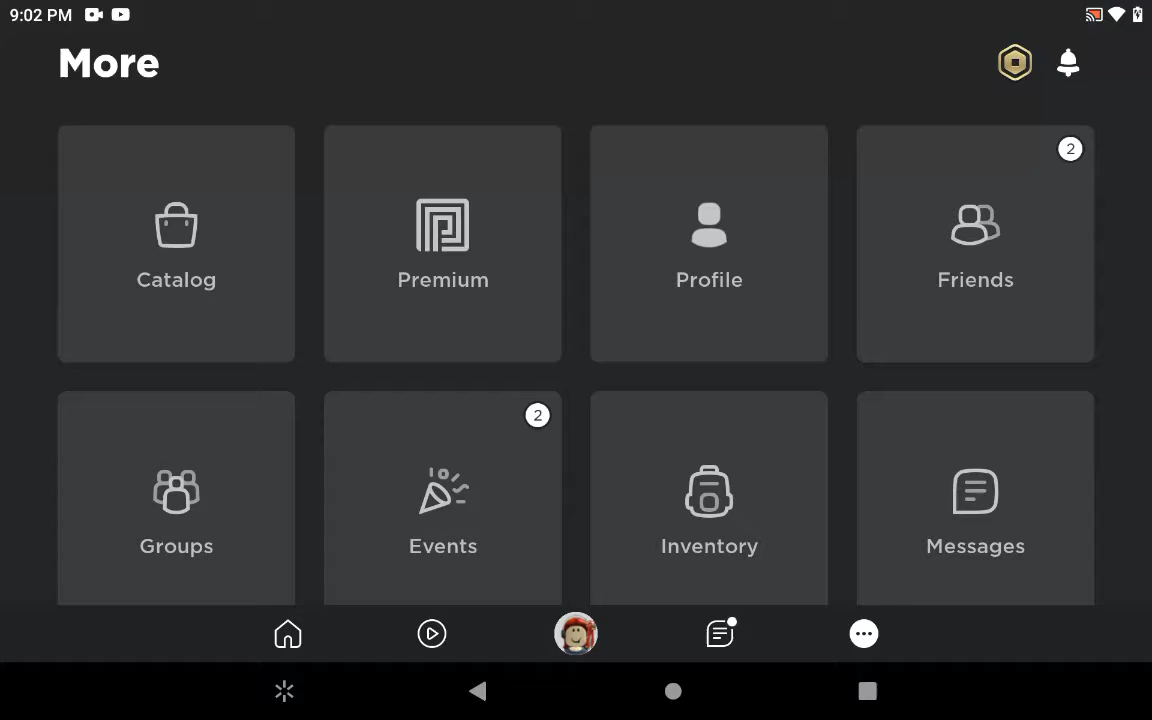 9:02 PM
More
Catalog
Premium
Profile
2
Friends
Groups
2
Events
Inventory
Messages